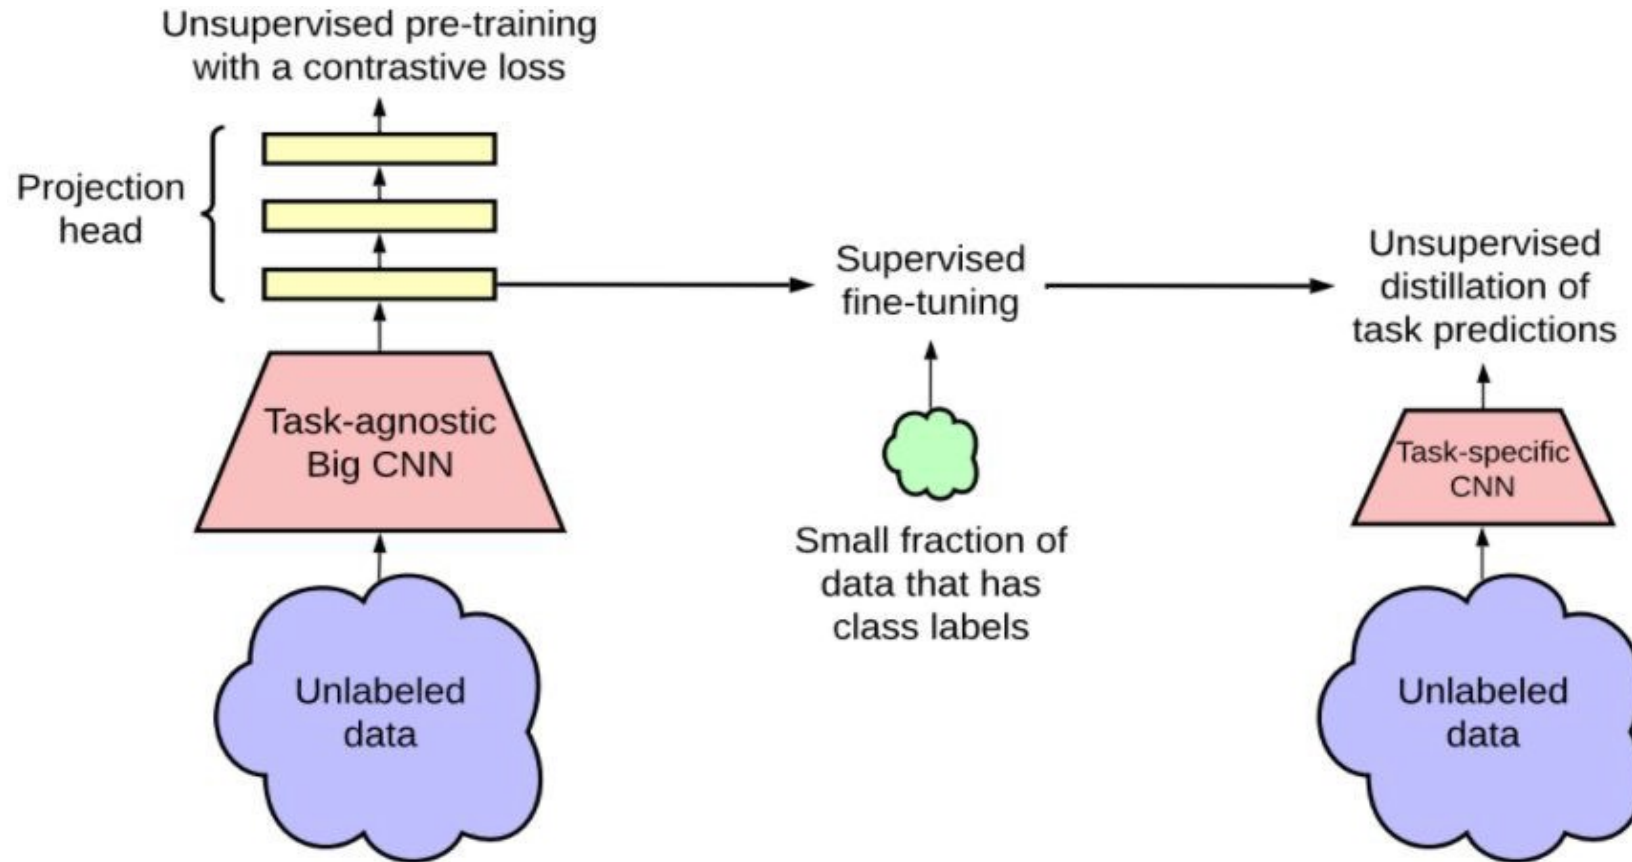 Unsupervised pre-training
with a contrastive loss
Projection
head
Task-agnostic
Big CNN
Unlabeled
data
Supervised
fine-tuning
Small fraction of
data that has
class labels
Unsupervised
distillation of
task predictions
Task-specific
CNN
Unlabeled
data